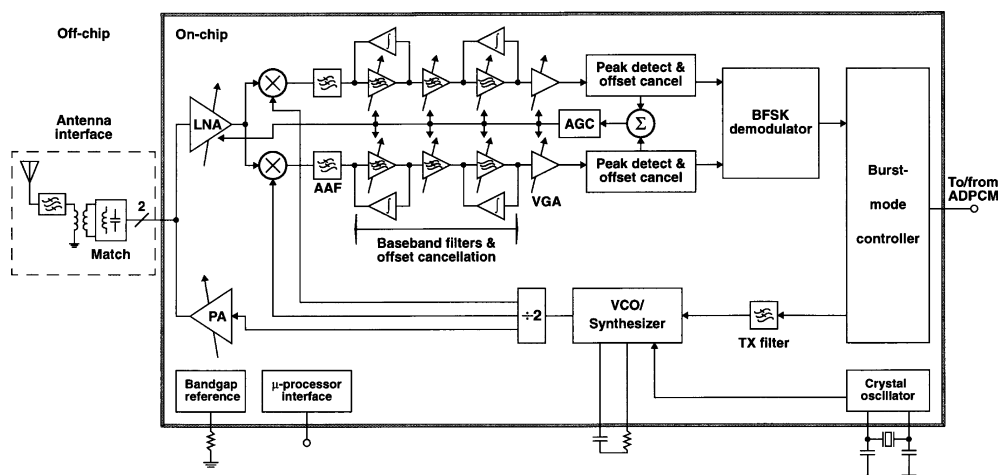 Off-chip
On-chip
Antenna
interface
2
Match
LNA
AAF
Peak detect &
offset cancel
AGC
Σ
Peak detect &
offset cancel
VGA
Baseband filters &
offset cancellation
BFSK
demodulator
Burst-
mode
controller
To/from
ADPCM
PA
÷2
VCO/
Synthesizer
TX filter
Bandgap
reference
μ-processor
interface
Crystal
oscillator